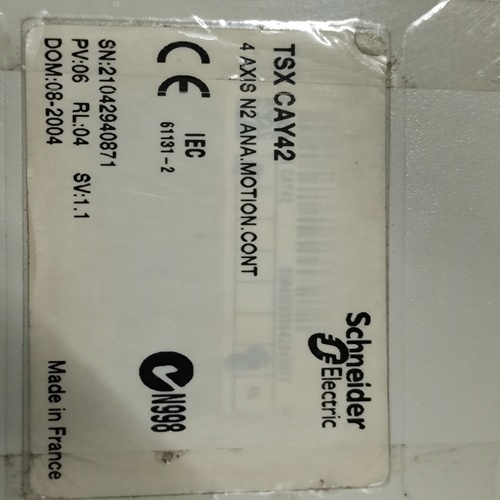 TSX CAY42
4 AXIS N2 ANA.MOTION.CONT
CE IEC
61131-2
SN:21042940871
PV:06 RL:04 SV:1.1
DOM:08-2004
Schneider
Electric
N998
Made in France